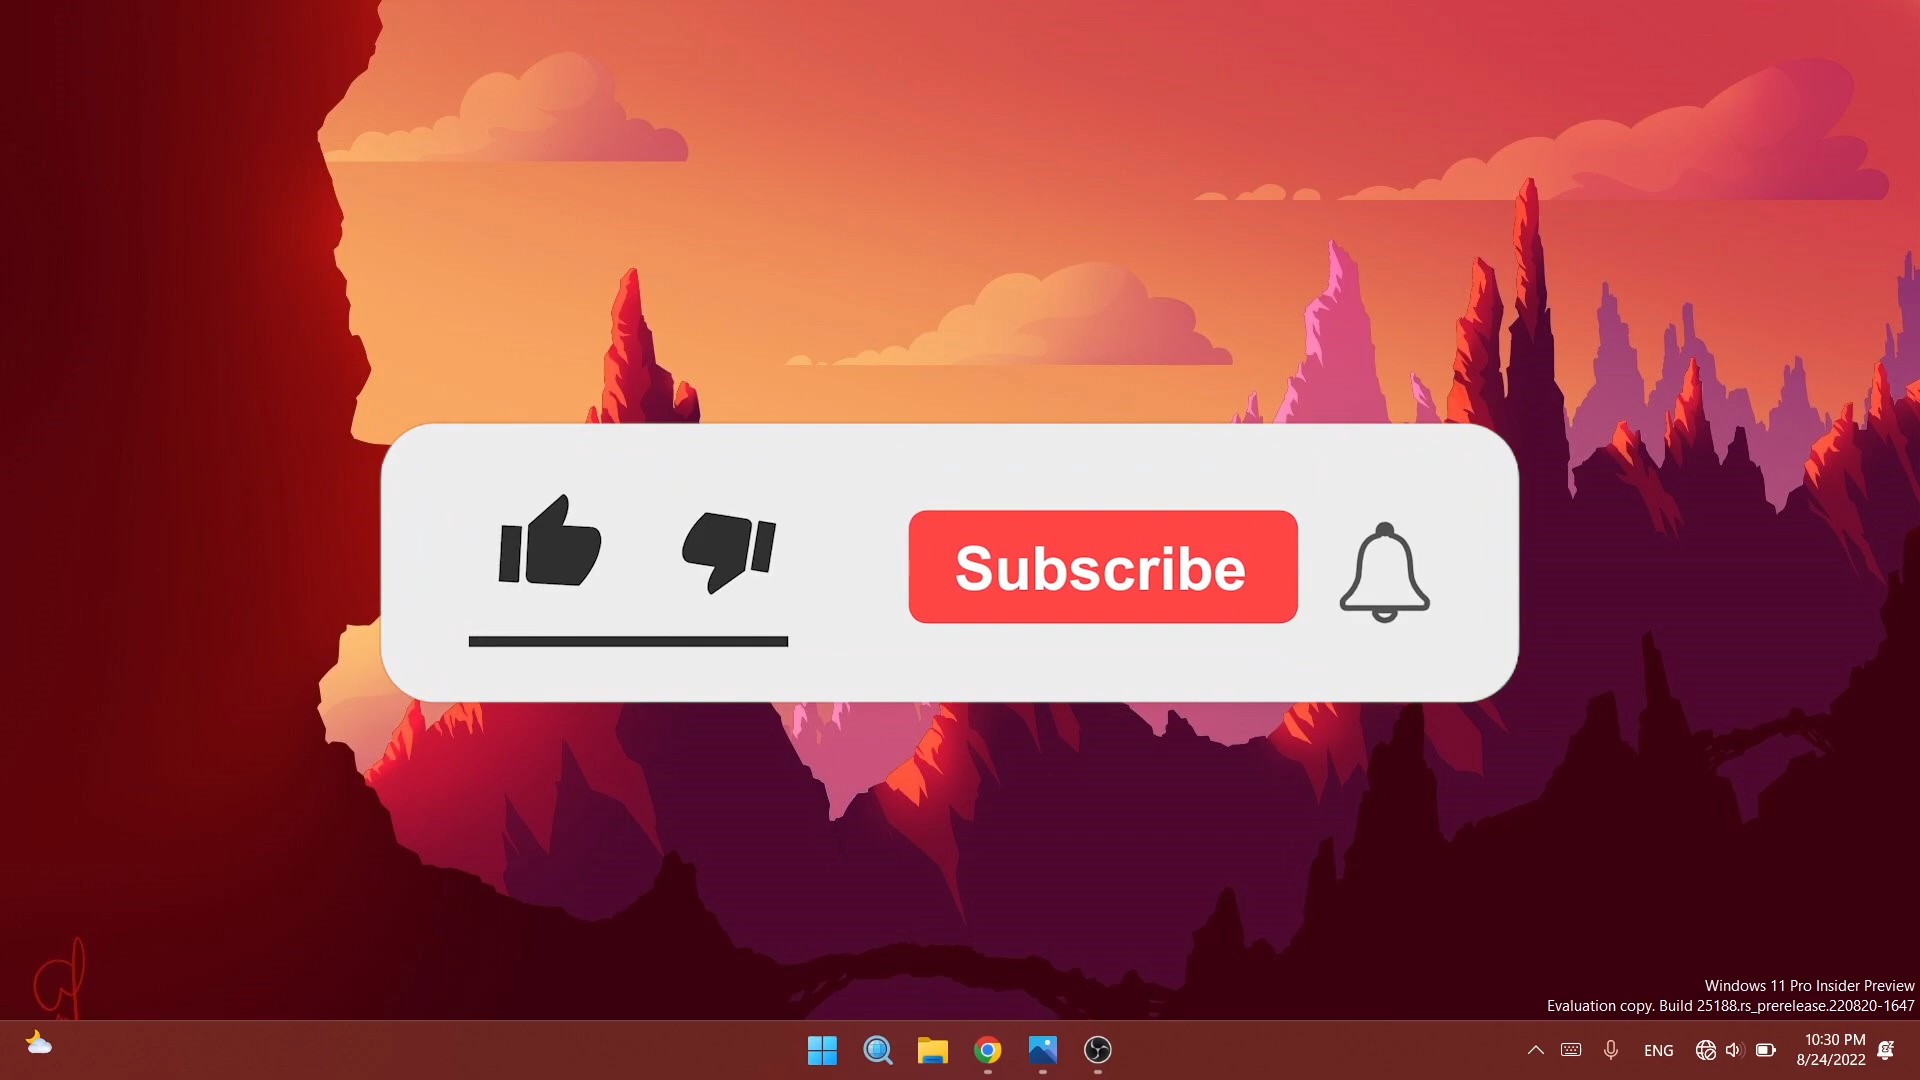 Subscribe
Windows 11 Pro Insider Preview
Evaluation copy. Build 25188.rs_prerelease.220820-1647
ENG
10:30 PM
8/24/2022